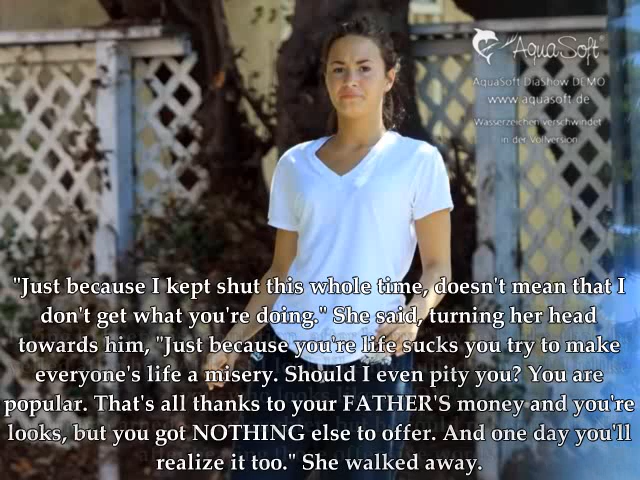 AquaSoft®
AquaSoft DiaShow DEMO
www.aquasoft.de
Wasserzeichen verschwindet
in der Vollversion
"Just because I kept shut this whole time, doesn't mean that I
don't get what you're doing." She said, turning her head
towards him, "Just because you're life sucks you try to make
everyone's life a misery. Should I even pity you? You are
popular. That's all thanks to your FATHER'S money and you're
looks, but you got NOTHING else to offer. And one day you'll
realize it too." She walked away.